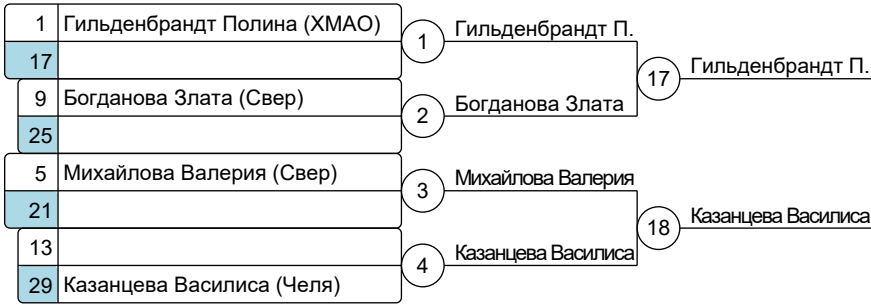 1 Гильденбрандт Полина (ХМАО)
17
1 Гильденбрандт П.
9 Богданова Злата (Свер)
25
2 Богданова Злата
17 Гильденбрандт П.
5 Михайлова Валерия (Свер)
21
3 Михайлова Валерия
13
29 Казанцева Василиса (Челя)
4 Казанцева Василиса
18 Казанцева Василиса